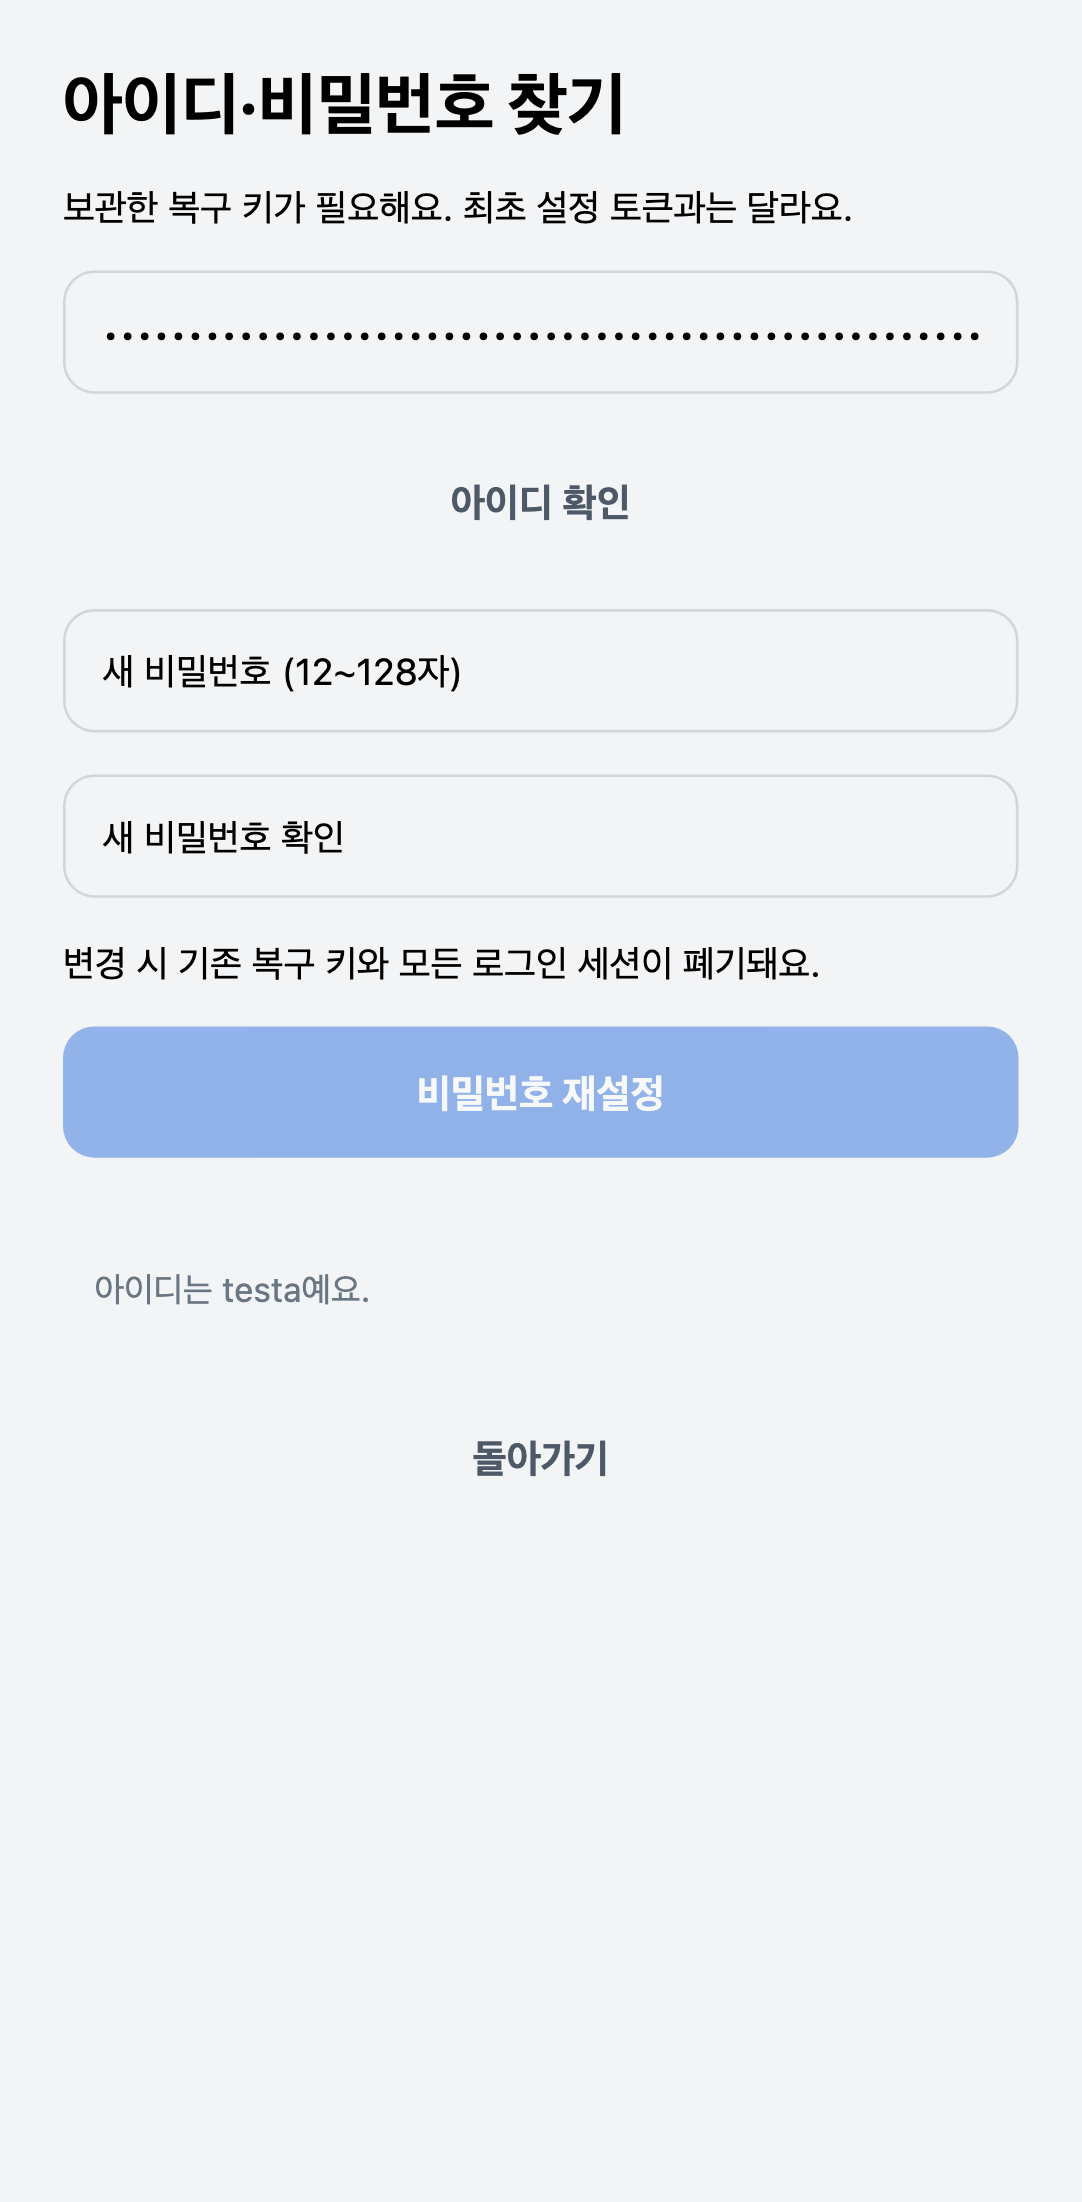 아이디·비밀번호 찾기
보관한 복구 키가 필요해요. 최초 설정 토큰과는 달라요.
••••••••••••••••••••••••••••••••••••••••••••••••••••
아이디 확인
새 비밀번호 (12~128자)
새 비밀번호 확인
변경 시 기존 복구 키와 모든 로그인 세션이 폐기돼요.
비밀번호 재설정
아이디는 testa예요.
돌아가기